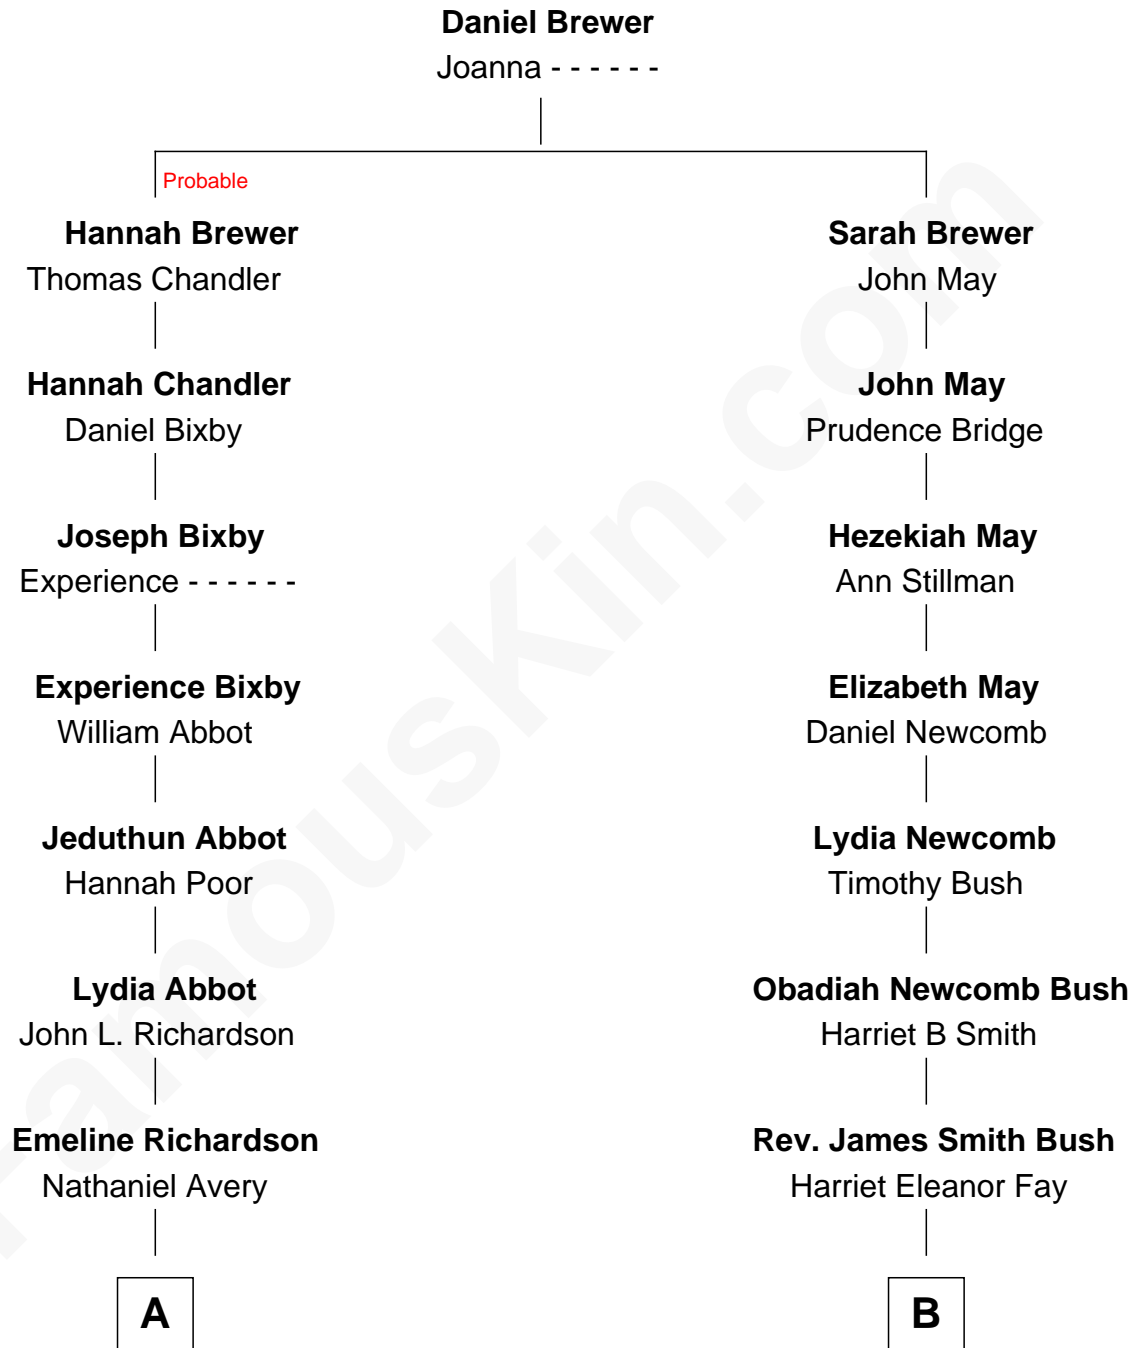 Daniel Brewer
Joanna - - - - - -
Probable
Hannah Brewer
Thomas Chandler
Hannah Chandler
Daniel Bixby
Joseph Bixby
Experience - - - - - -
Experience Bixby
William Abbot
Jeduthun Abbot
Hannah Poor
Lydia Abbot
John L. Richardson
Emeline Richardson
Nathaniel Avery
A
Sarah Brewer
John May
John May
Prudence Bridge
Hezekiah May
Ann Stillman
Elizabeth May
Daniel Newcomb
Lydia Newcomb
Timothy Bush
Obadiah Newcomb Bush
Harriet B Smith
Rev. James Smith Bush
Harriet Eleanor Fay
B
FamousKin.com